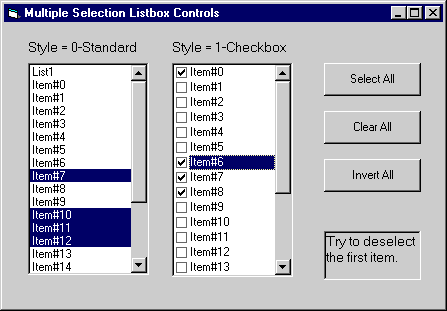 Multiple Selection Listbox Controls
Style = 0-Standard
Style = 1-Checkbox
List1
Item#0
Item#1
Item#2
Item#3
Item#4
Item#5
Item#6
Item#7
Item#8
Item#9
Item#10
Item#11
Item#12
Item#13
Item#14
Item#0
Item#1
Item#2
Item#3
Item#4
Item#5
Item#6
Item#7
Item#8
Item#9
Item#10
Item#11
Item#12
Item#13
Select All
Clear All
Invert All
Try to deselect
the first item.